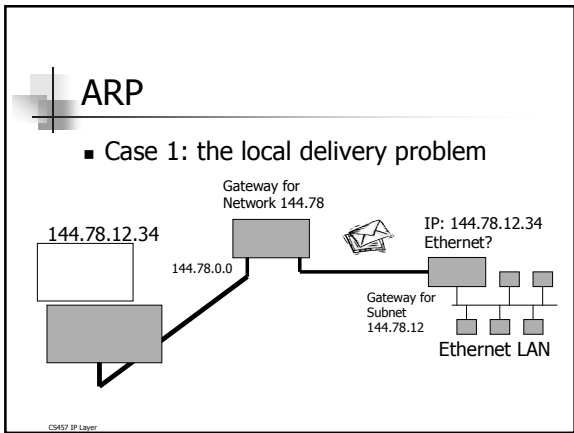 ARP
Case 1: the local delivery problem
Gateway for
Network 144.78
144.78.12.34
144.78.0.0
IP: 144.78.12.34
Ethernet?
Gateway for
Subnet
144.78.12
Ethernet LAN
CS457 IP Layer